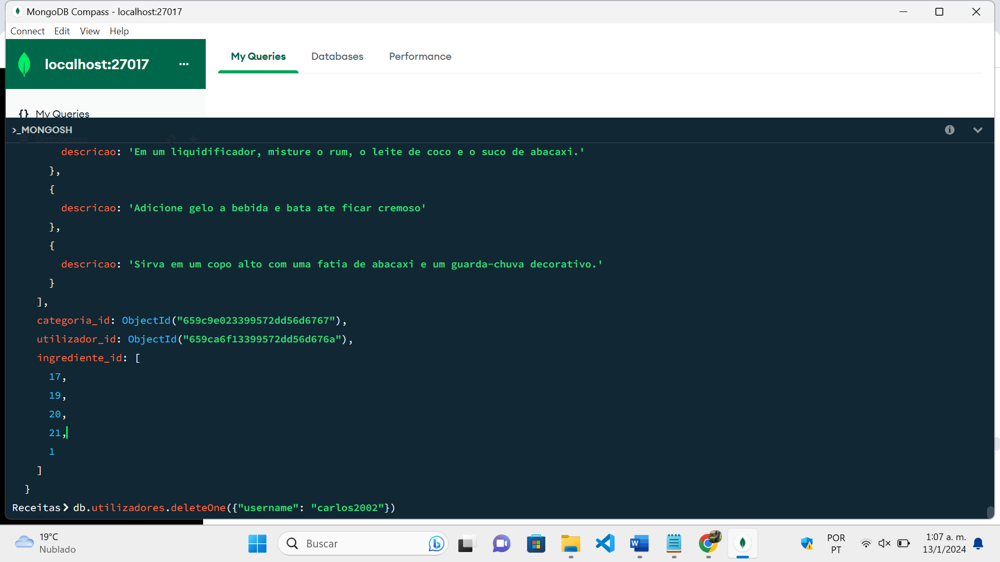 MongoDB Compass - localhost:27017
Connect Edit View Help
localhost:27017 ...
My Queries Databases Performance
{} My Queries
>_MONGOSH
Databases
descricao: 'Em um liquidificador, misture o rum, o leite de coco e o suco de abacaxi.'
},
{
descricao: 'Adicione gelo a bebida e bata ate ficar cremoso'
},
{
descricao: 'Sirva em um copo alto com uma fatia de abacaxi e um guarda-chuva decorativo.'
}
],
categoria_id: ObjectId("659c9e023399572dd56d6767"),
utilizador_id: ObjectId("659ca6f13399572dd56d676a"),
ingrediente_id: [
17,
19,
20,
21,
1
]
}
Receitas> db.utilizadores.deleteOne({"username": "carlos2002"})
19°C
Nublado
Buscar
POR
PT
1:07 a. m.
13/1/2024